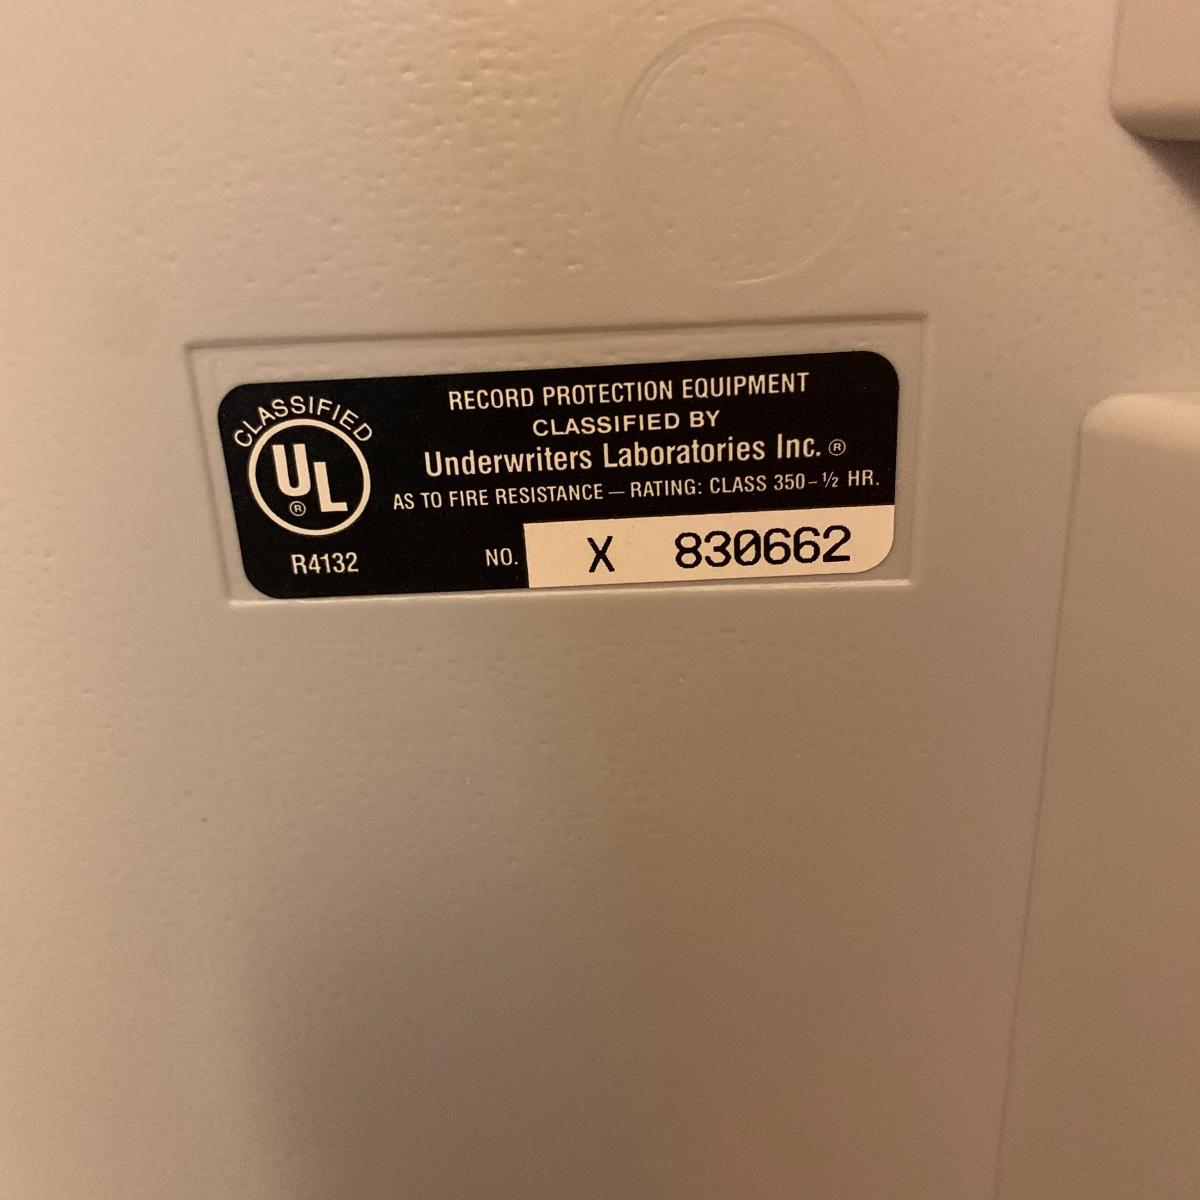 CLASSIFIED
UL®
R4132
RECORD PROTECTION EQUIPMENT
CLASSIFIED BY
Underwriters Laboratories Inc.®
AS TO FIRE RESISTANCE — RATING: CLASS 350–½ HR.
NO. X 830662